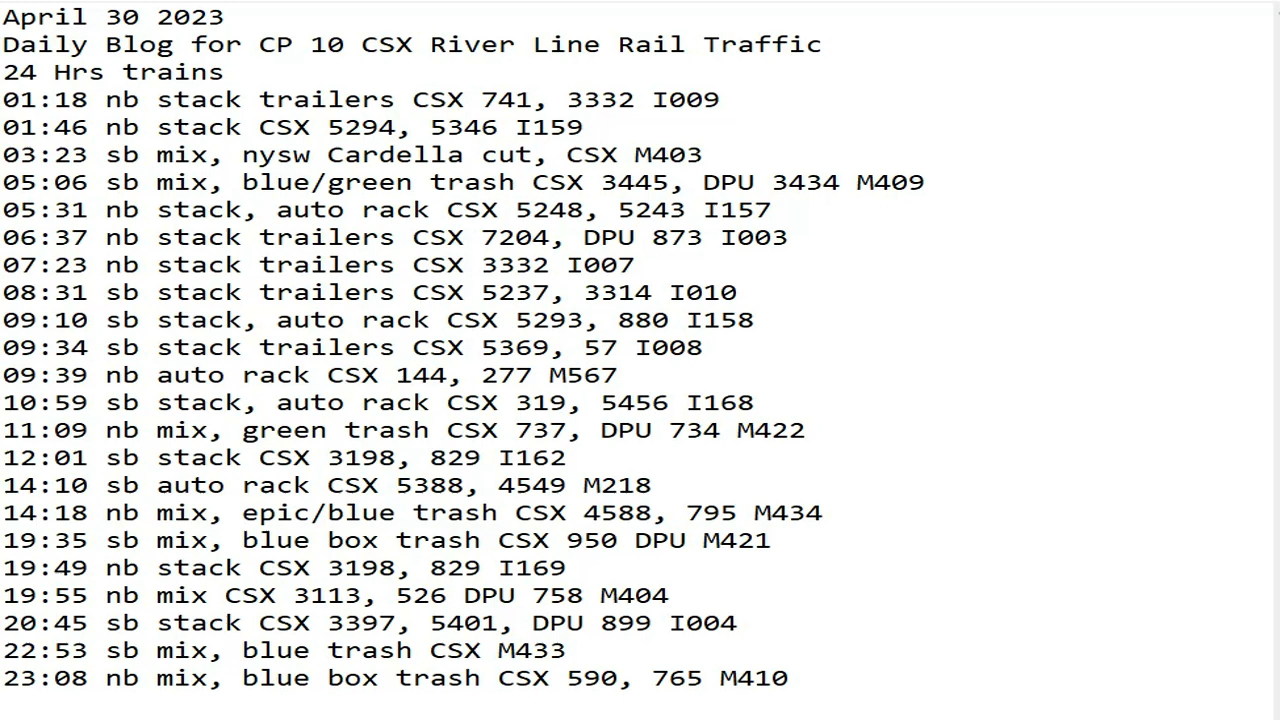 April 30 2023
Daily Blog for CP 10 CSX River Line Rail Traffic
24 Hrs trains
01:18 nb stack trailers CSX 741, 3332 I009
01:46 nb stack CSX 5294, 5346 I159
03:23 sb mix, nysw Cardella cut, CSX M403
05:06 sb mix, blue/green trash CSX 3445, DPU 3434 M409
05:31 nb stack, auto rack CSX 5248, 5243 I157
06:37 nb stack trailers CSX 7204, DPU 873 I003
07:23 nb stack trailers CSX 3332 I007
08:31 sb stack trailers CSX 5237, 3314 I010
09:10 sb stack, auto rack CSX 5293, 880 I158
09:34 sb stack trailers CSX 5369, 57 I008
09:39 nb auto rack CSX 144, 277 M567
10:59 sb stack, auto rack CSX 319, 5456 I168
11:09 nb mix, green trash CSX 737, DPU 734 M422
12:01 sb stack CSX 3198, 829 I162
14:10 sb auto rack CSX 5388, 4549 M218
14:18 nb mix, epic/blue trash CSX 4588, 795 M434
19:35 sb mix, blue box trash CSX 950 DPU M421
19:49 nb stack CSX 3198, 829 I169
19:55 nb mix CSX 3113, 526 DPU 758 M404
20:45 sb stack CSX 3397, 5401, DPU 899 I004
22:53 sb mix, blue trash CSX M433
23:08 nb mix, blue box trash CSX 590, 765 M410